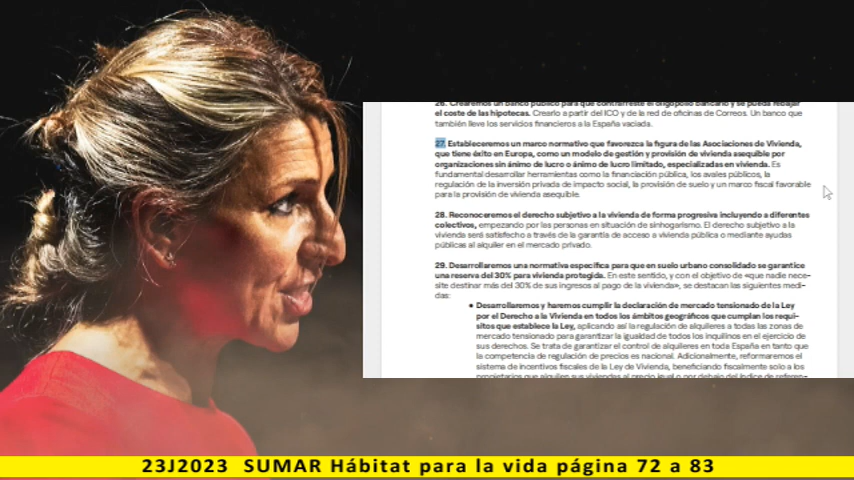 26. Crearemos un banco público para que contrarreste el oligopolio bancario y se pueda rebajar
el coste de las hipotecas. Crearlo a partir del ICO y de la red de oficinas de Correos. Un banco que
también lleve los servicios financieros a la España vaciada.
27. Estableceremos un marco normativo que favorezca la figura de las Asociaciones de Vivienda,
que tiene éxito en Europa, como un modelo de gestión y provisión de vivienda asequible por
organizaciones sin ánimo de lucro o ánimo de lucro limitado, especializadas en vivienda. Es
fundamental desarrollar herramientas como la financiación pública, los avales públicos, la
regulación de la inversión privada de impacto social, la provisión de suelo y un marco fiscal favorable
para la provisión de vivienda asequible.
28. Reconoceremos el derecho subjetivo a la vivienda de forma progresiva incluyendo a diferentes
colectivos, empezando por las personas en situación de sinhogarismo. El derecho subjetivo a la
vivienda será satisfecho a través de la garantía de acceso a vivienda pública o mediante ayudas
públicas al alquiler en el mercado privado.
29. Desarrollaremos una normativa específica para que en suelo urbano consolidado se garantice
una reserva del 30% para vivienda protegida. En este sentido, y con el objetivo de «que nadie nece-
site destinar más del 30% de sus ingresos al pago de la vivienda», se destacan las siguientes medi-
das:
• Desarrollaremos y haremos cumplir la declaración de mercado tensionado de la Ley
por el Derecho a la Vivienda en todos los ámbitos geográficos que cumplan los requi-
sitos que establece la Ley, aplicando así la regulación de alquileres a todas las zonas de
mercado tensionado para garantizar la igualdad de todos los inquilinos en el ejercicio de
sus derechos. Se trata de garantizar el control de alquileres en toda España en tanto que
la competencia de regulación de precios es nacional. Adicionalmente, reformaremos el
sistema de incentivos fiscales de la Ley de Vivienda, beneficiando fiscalmente solo a los
propietarios que alquilen sus viviendas al precio igual o por debajo del índice de referen-
23J2023 SUMAR Hábitat para la vida página 72 a 83